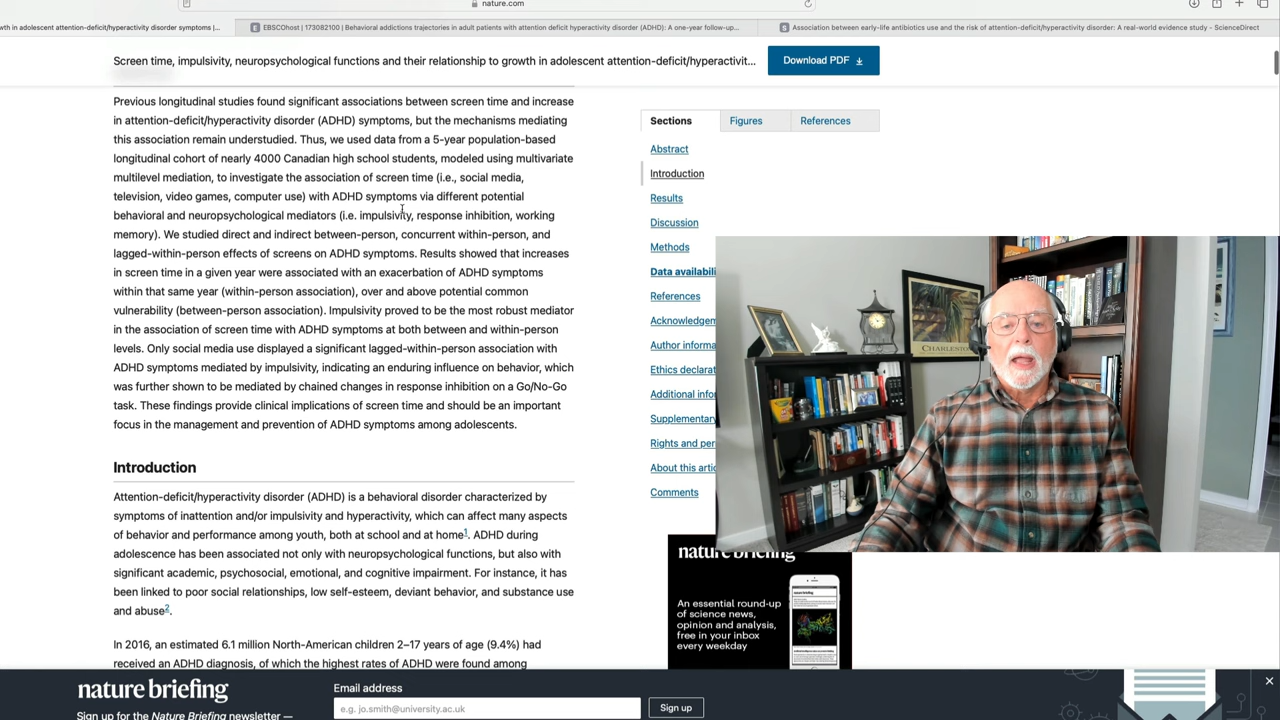 nature.com
wth in adolescent attention-deficit/hyperactivity disorder symptoms |...
EBSCOhost | 173082100 | Behavioral addictions trajectories in adult patients with attention deficit hyperactivity disorder (ADHD): A one-year follow-up...
Association between early-life antibiotics use and the risk of attention-deficit/hyperactivity disorder: A real-world evidence study - ScienceDirect
Screen time, impulsivity, neuropsychological functions and their relationship to growth in adolescent attention-deficit/hyperactivit...
Download PDF
Previous longitudinal studies found significant associations between screen time and increase
in attention-deficit/hyperactivity disorder (ADHD) symptoms, but the mechanisms mediating
this association remain understudied. Thus, we used data from a 5-year population-based
longitudinal cohort of nearly 4000 Canadian high school students, modeled using multivariate
multilevel mediation, to investigate the association of screen time (i.e., social media,
television, video games, computer use) with ADHD symptoms via different potential
behavioral and neuropsychological mediators (i.e. impulsivity, response inhibition, working
memory). We studied direct and indirect between-person, concurrent within-person, and
lagged-within-person effects of screens on ADHD symptoms. Results showed that increases
in screen time in a given year were associated with an exacerbation of ADHD symptoms
within that same year (within-person association), over and above potential common
vulnerability (between-person association). Impulsivity proved to be the most robust mediator
in the association of screen time with ADHD symptoms at both between and within-person
levels. Only social media use displayed a significant lagged-within-person association with
ADHD symptoms mediated by impulsivity, indicating an enduring influence on behavior, which
was further shown to be mediated by chained changes in response inhibition on a Go/No-Go
task. These findings provide clinical implications of screen time and should be an important
focus in the management and prevention of ADHD symptoms among adolescents.
Introduction
Attention-deficit/hyperactivity disorder (ADHD) is a behavioral disorder characterized by
symptoms of inattention and/or impulsivity and hyperactivity, which can affect many aspects
of behavior and performance among youth, both at school and at home1. ADHD during
adolescence has been associated not only with neuropsychological functions, but also with
significant academic, psychosocial, emotional, and cognitive impairment. For instance, it has
been linked to poor social relationships, low self-esteem, deviant behavior, and substance use
and abuse2.
In 2016, an estimated 6.1 million North-American children 2–17 years of age (9.4%) had
received an ADHD diagnosis, of which the highest rates of ADHD were found among
Sections
Figures
References
Abstract
Introduction
Results
Discussion
Methods
Data availabili
References
Acknowledgem
Author informa
Ethics declarat
Additional infor
Supplementary
Rights and per
About this artic
Comments
CHARLESTON
nature briefing
An essential round-up
of science news,
opinion and analysis,
free in your inbox
every weekday
nature briefing
Sign up for the Nature Briefing newsletter —
Email address
e.g. jo.smith@university.ac.uk
Sign up